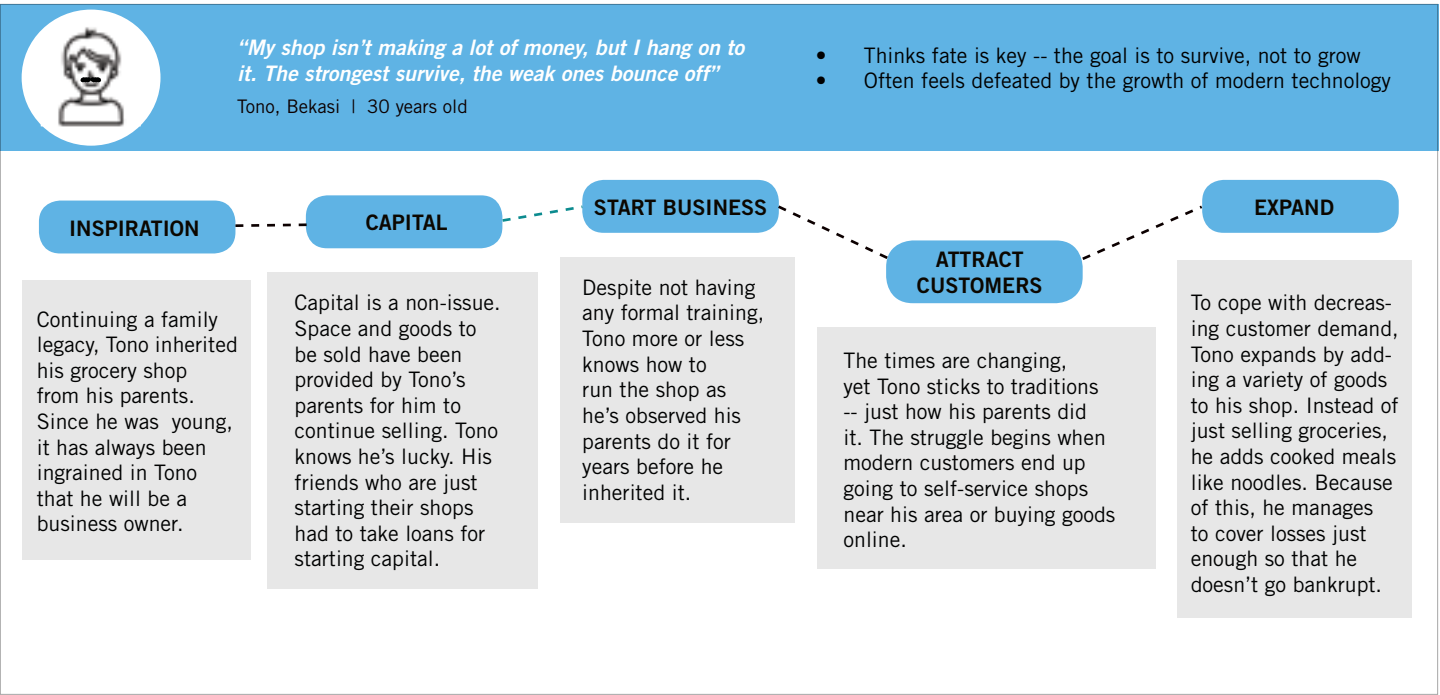 “My shop isn’t making a lot of money, but I hang on to
it. The strongest survive, the weak ones bounce off”
Tono, Bekasi | 30 years old
• Thinks fate is key -- the goal is to survive, not to grow
• Often feels defeated by the growth of modern technology
INSPIRATION
Continuing a family
legacy, Tono inherited
his grocery shop
from his parents.
Since he was young,
it has always been
ingrained in Tono
that he will be a
business owner.
CAPITAL
Capital is a non-issue.
Space and goods to
be sold have been
provided by Tono’s
parents for him to
continue selling. Tono
knows he’s lucky. His
friends who are just
starting their shops
had to take loans for
starting capital.
START BUSINESS
Despite not having
any formal training,
Tono more or less
knows how to
run the shop as
he’s observed his
parents do it for
years before he
inherited it.
ATTRACT
CUSTOMERS
The times are changing,
yet Tono sticks to traditions
-- just how his parents did
it. The struggle begins when
modern customers end up
going to self-service shops
near his area or buying goods
online.
EXPAND
To cope with decreas-
ing customer demand,
Tono expands by add-
ing a variety of goods
to his shop. Instead of
just selling groceries,
he adds cooked meals
like noodles. Because
of this, he manages
to cover losses just
enough so that he
doesn’t go bankrupt.